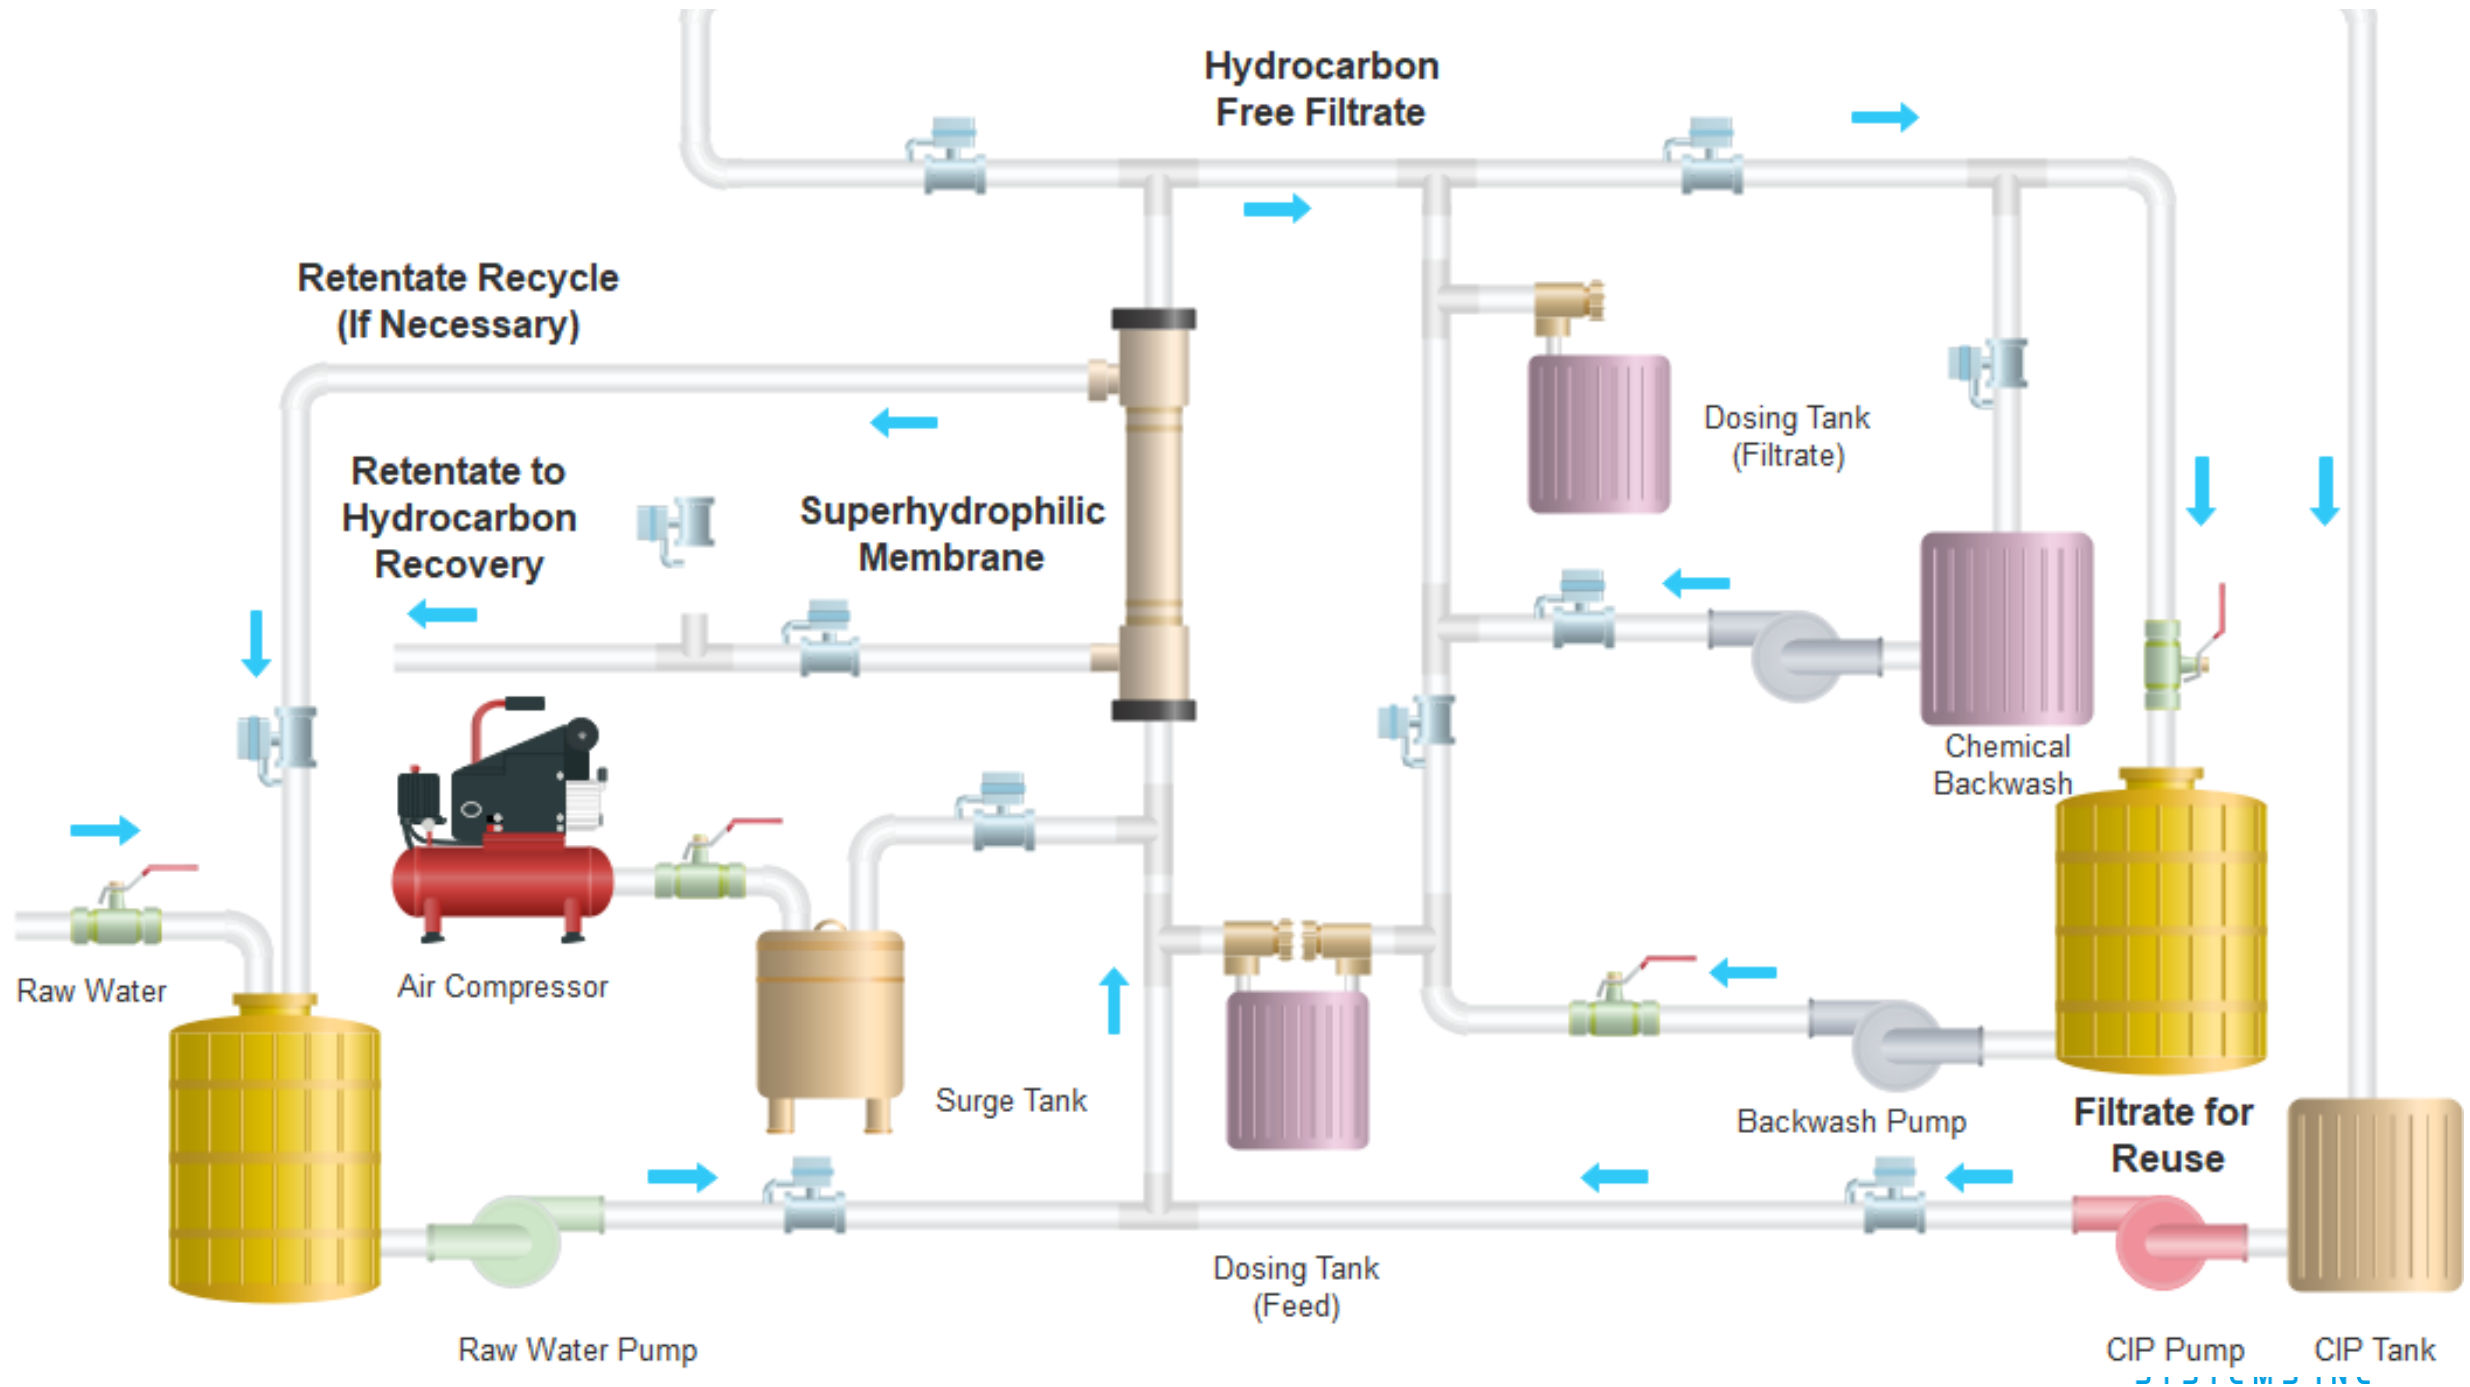 Hydrocarbon
Free Filtrate
Retentate Recycle
(If Necessary)
Retentate to
Hydrocarbon
Recovery
Superhydrophilic
Membrane
Dosing Tank
(Filtrate)
Chemical
Backwash
Raw Water
Air Compressor
Surge Tank
Backwash Pump
Filtrate for
Reuse
Dosing Tank
(Feed)
Raw Water Pump
CIP Pump
CIP Tank